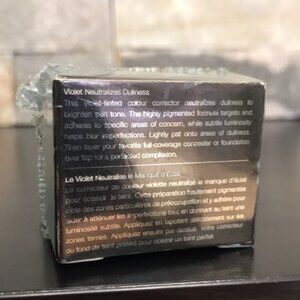 Violet Neutralizes Dullness
This violet-tinted colour corrector neutralizes dullness to
brighten skin tone. The highly pigmented formula targets and
adheres to specific areas of concern, while subtle luminosity
helps blur imperfections. Lightly pat onto areas of dullness.
Then layer your favorite full-coverage concealer or foundation
over top for a perfected complexion.
Le Violet Neutralise le Manque d'Éclat
Le correcteur de couleur violette neutralise le manque d'éclat
pour éclaircir le teint. Cette préparation hautement pigmentée
cible des zones particulières de préoccupation et y adhère pour
aider à atténuer les imperfections tout en donnant au teint une
luminosité subtile. Appliquez en tapotant délicatement sur les
zones ternes. Appliquez ensuite par dessus votre correcteur
ou fond de teint préféré pour obtenir un teint parfait.